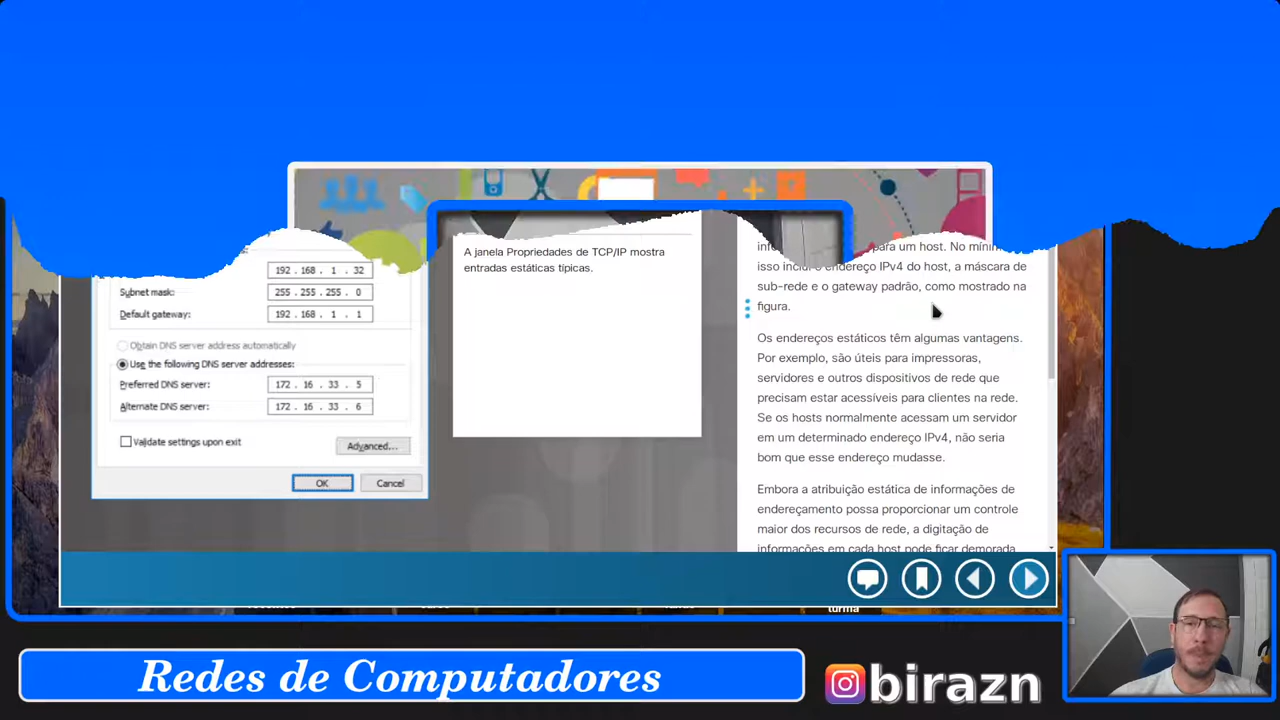 192 . 168 . 1 . 32
Subnet mask: 255 . 255 . 255 . 0
Default gateway: 192 . 168 . 1 . 1
Obtain DNS server address automatically
Use the following DNS server addresses:
Preferred DNS server: 172 . 16 . 33 . 5
Alternate DNS server: 172 . 16 . 33 . 6
Validate settings upon exit
Advanced...
OK
Cancel
A janela Propriedades de TCP/IP mostra
entradas estáticas típicas.
para um host. No
isso endereço IPv4 do host, a máscara de
sub-rede e o gateway padrão, como mostrado na
figura.
Os endereços estáticos têm algumas vantagens.
Por exemplo, são úteis para impressoras,
servidores e outros dispositivos de rede que
precisam estar acessíveis para clientes na rede.
Se os hosts normalmente acessam um servidor
em um determinado endereço IPv4, não seria
bom que esse endereço mudasse.
Embora a atribuição estática de informações de
endereçamento possa proporcionar um controle
maior dos recursos de rede, a digitação de
informações em cada host pode ficar demorada
turma
Redes de Computadores
birazn